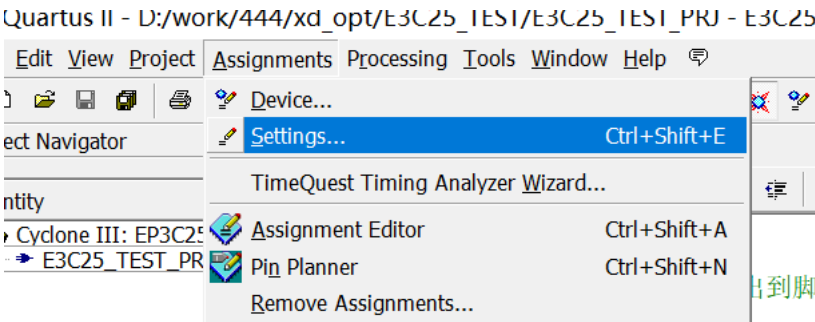 Quartus II - D:/work/444/xd_opt/E3C25_TEST/E3C25_TEST_PRJ - E3C25
Edit View Project Assignments Processing Tools Window Help
Device...
ect Navigator
Settings... Ctrl+Shift+E
TimeQuest Timing Analyzer Wizard...
ntity
Cyclone III: EP3C25
Assignment Editor Ctrl+Shift+A
E3C25_TEST_PR
Pin Planner Ctrl+Shift+N
出到脚
Remove Assignments...